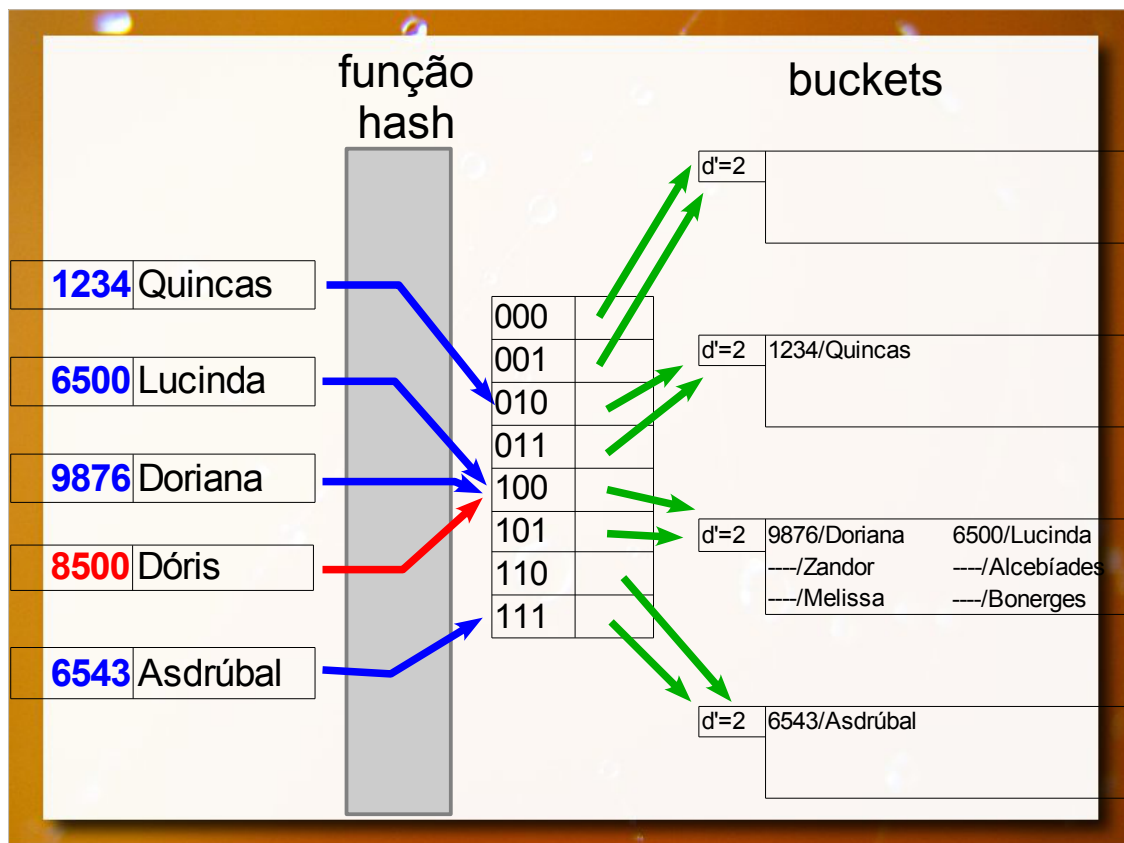 função
hash
buckets
1234 Quincas
6500 Lucinda
9876 Doriana
8500 Dóris
6543 Asdrúbal
000
001
010
011
100
101
110
111
d'=2
d'=2 1234/Quincas
d'=2 9876/Doriana 6500/Lucinda
----/Zandor ----/Alcebíades
----/Melissa ----/Bonerges
d'=2 6543/Asdrúbal